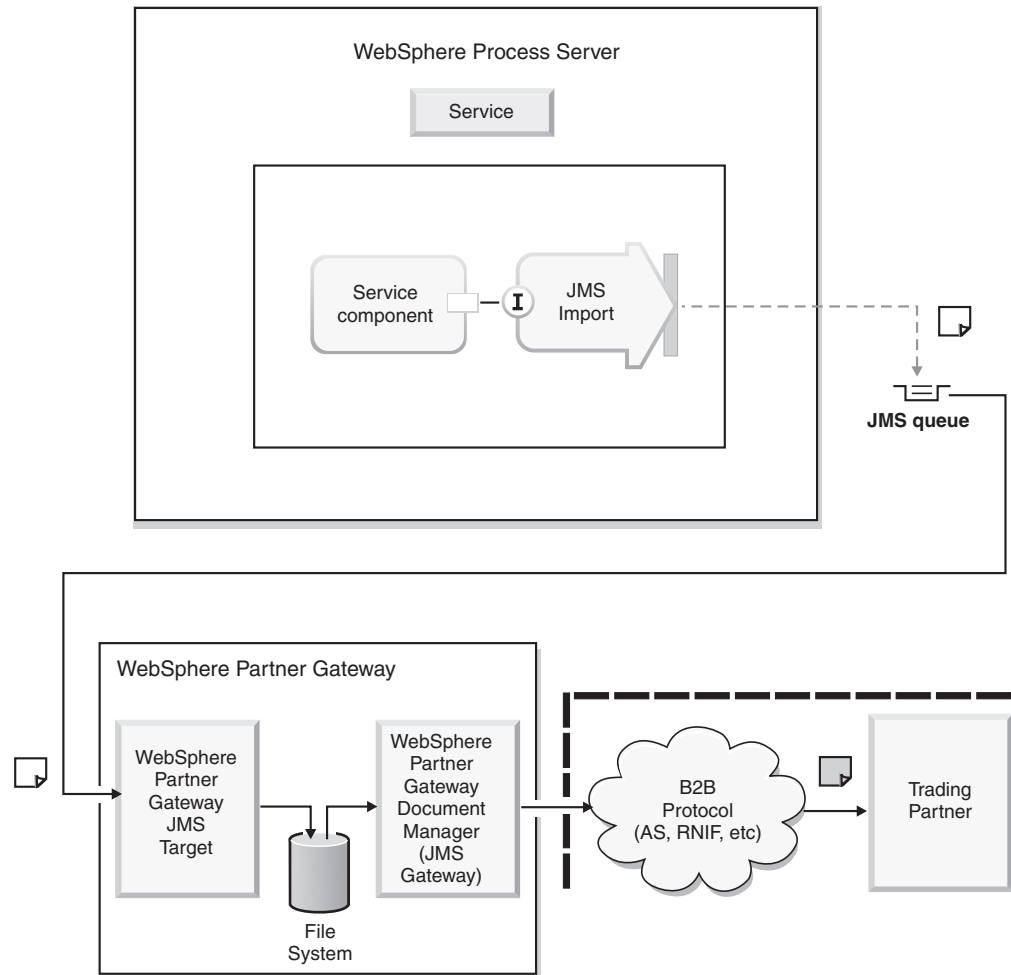 WebSphere Process Server
Service
Service
component
I
JMS
Import
JMS queue
WebSphere Partner Gateway
WebSphere
Partner
Gateway
JMS
Target
File
System
WebSphere
Partner
Gateway
Document
Manager
(JMS
Gateway)
B2B
Protocol
(AS, RNIF, etc)
Trading
Partner